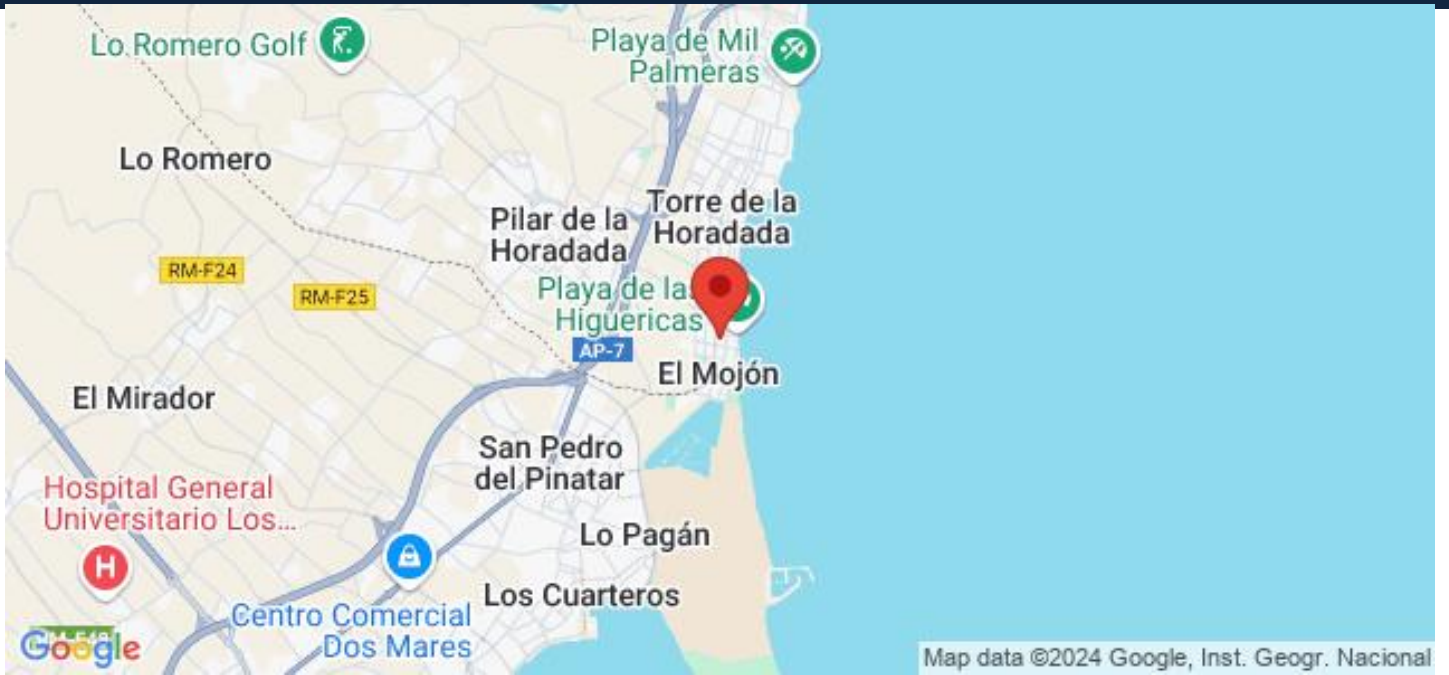 Lo Romero Golf
Playa de Mil
Palmeras
Lo Romero
Torre de la
Horadada
Pilar de la
Horadada
RM-F24
RM-F25
Playa de las
Higuericas
AP-7
El Mojón
El Mirador
San Pedro
del Pinatar
Hospital General
Universitario Los...
H
Lo Pagán
Centro Comercial
Dos Mares
Los Cuarteros
Google
Map data ©2024 Google, Inst. Geogr. Nacional